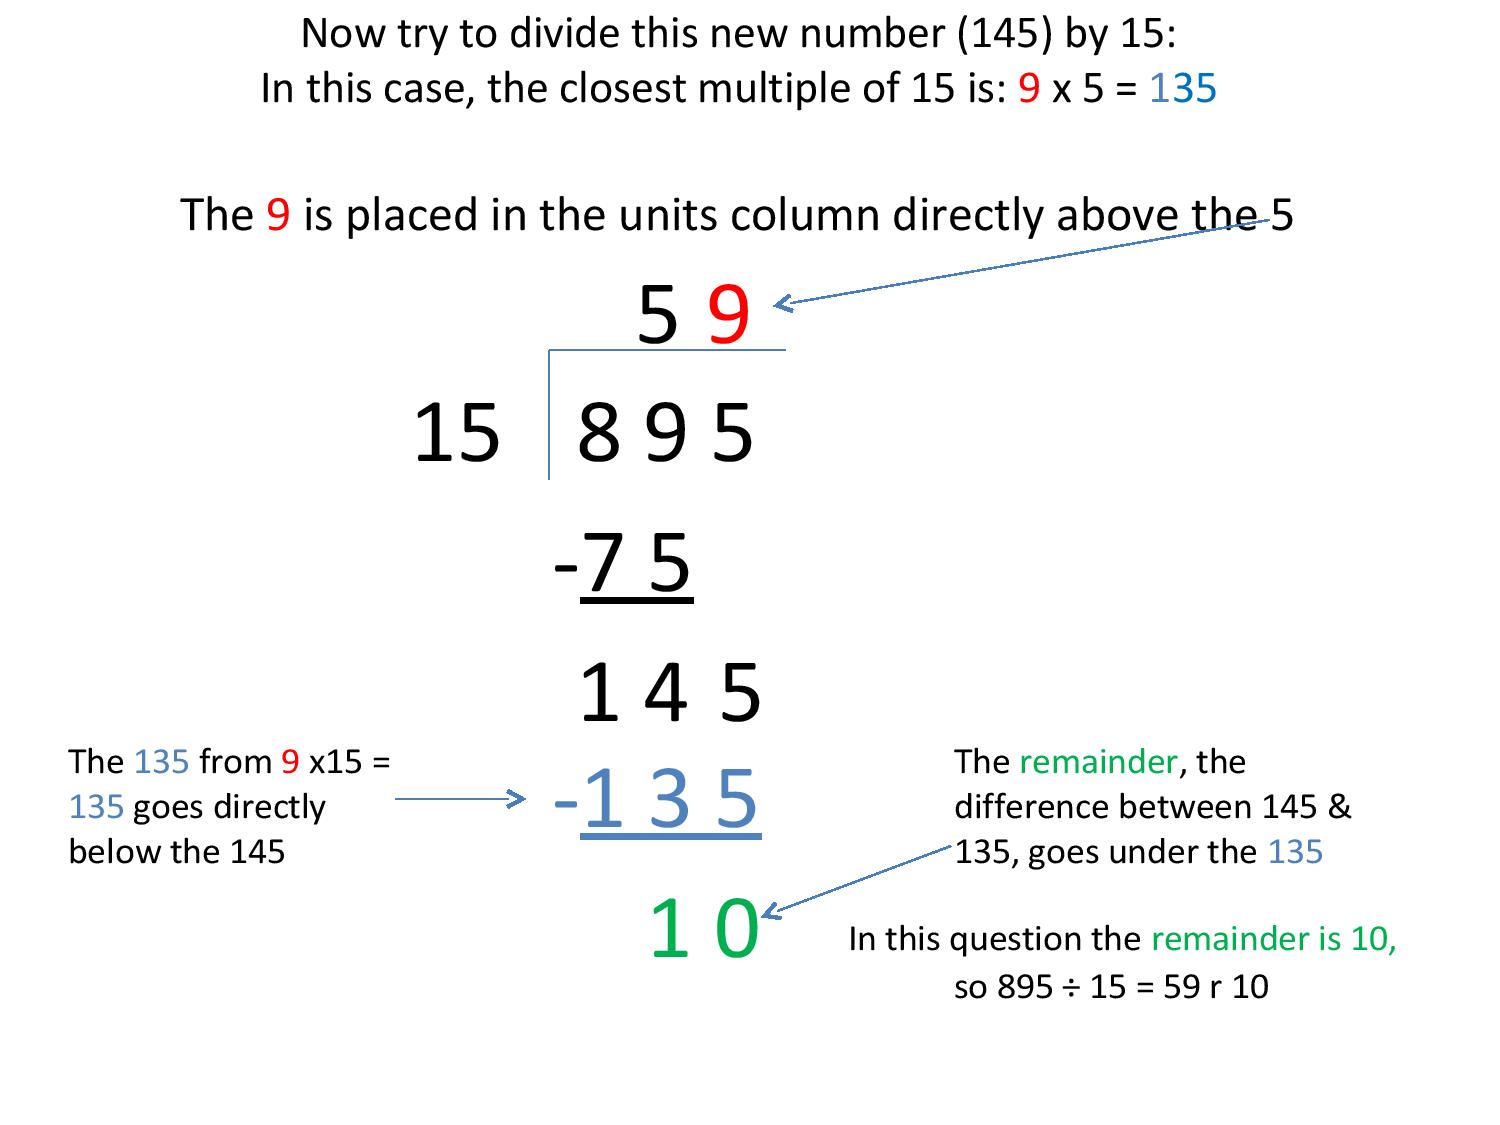 Now try to divide this new number (145) by 15:
In this case, the closest multiple of 15 is: 9 x 5 = 135
The 9 is placed in the units column directly above the 5
5 9
15 8 9 5
-7 5
1 4 5
The 135 from 9 x15 =
135 goes directly
below the 145
-1 3 5
The remainder, the
difference between 145 &
135, goes under the 135
1 0
In this question the remainder is 10,
so 895 ÷ 15 = 59 r 10